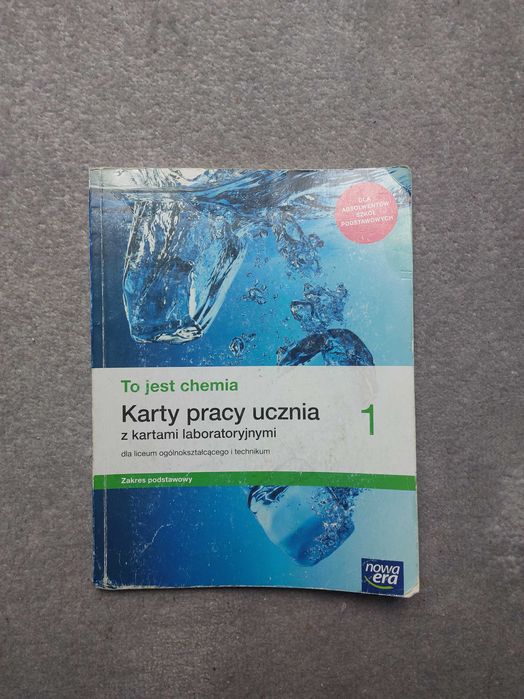 DLA
ABSOLWENTÓW
SZKÓŁ
PODSTAWOWYCH
To jest chemia
Karty pracy ucznia 1
z kartami laboratoryjnymi
dla liceum ogólnokształcącego i technikum
Zakres podstawowy
nowa
era